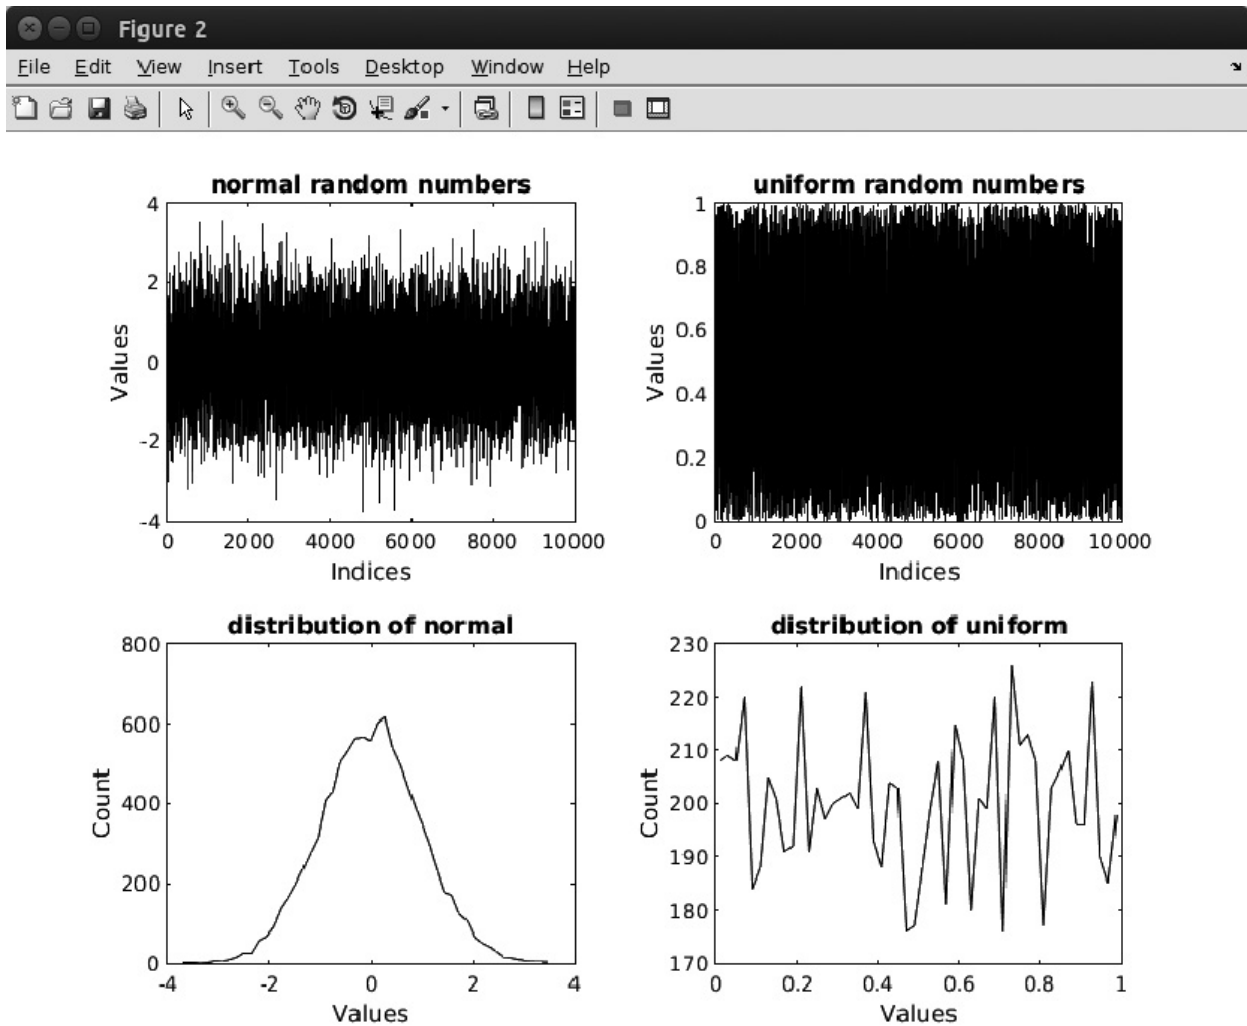 Figure 2
File Edit View Insert Tools Desktop Window Help
normal random numbers
4
2
0
-2
-4
Values
0 2000 4000 6000 8000 10000
Indices
uniform random numbers
1
0.8
0.6
0.4
0.2
0
Values
0 2000 4000 6000 8000 10000
Indices
distribution of normal
800
600
400
200
0
Count
-4 -2 0 2 4
Values
distribution of uniform
230
220
210
200
190
180
170
Count
0 0.2 0.4 0.6 0.8 1
Values